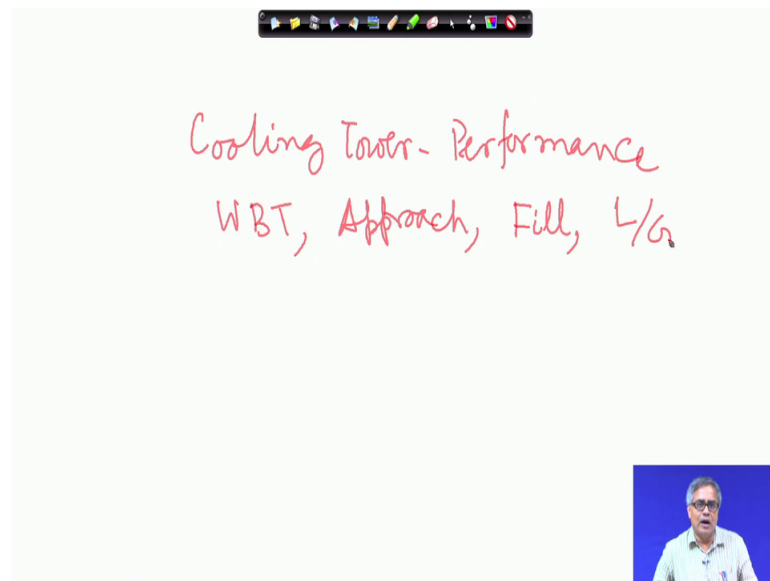 Cooling Tower - Performance
WBT, Approach, Fill, L/G